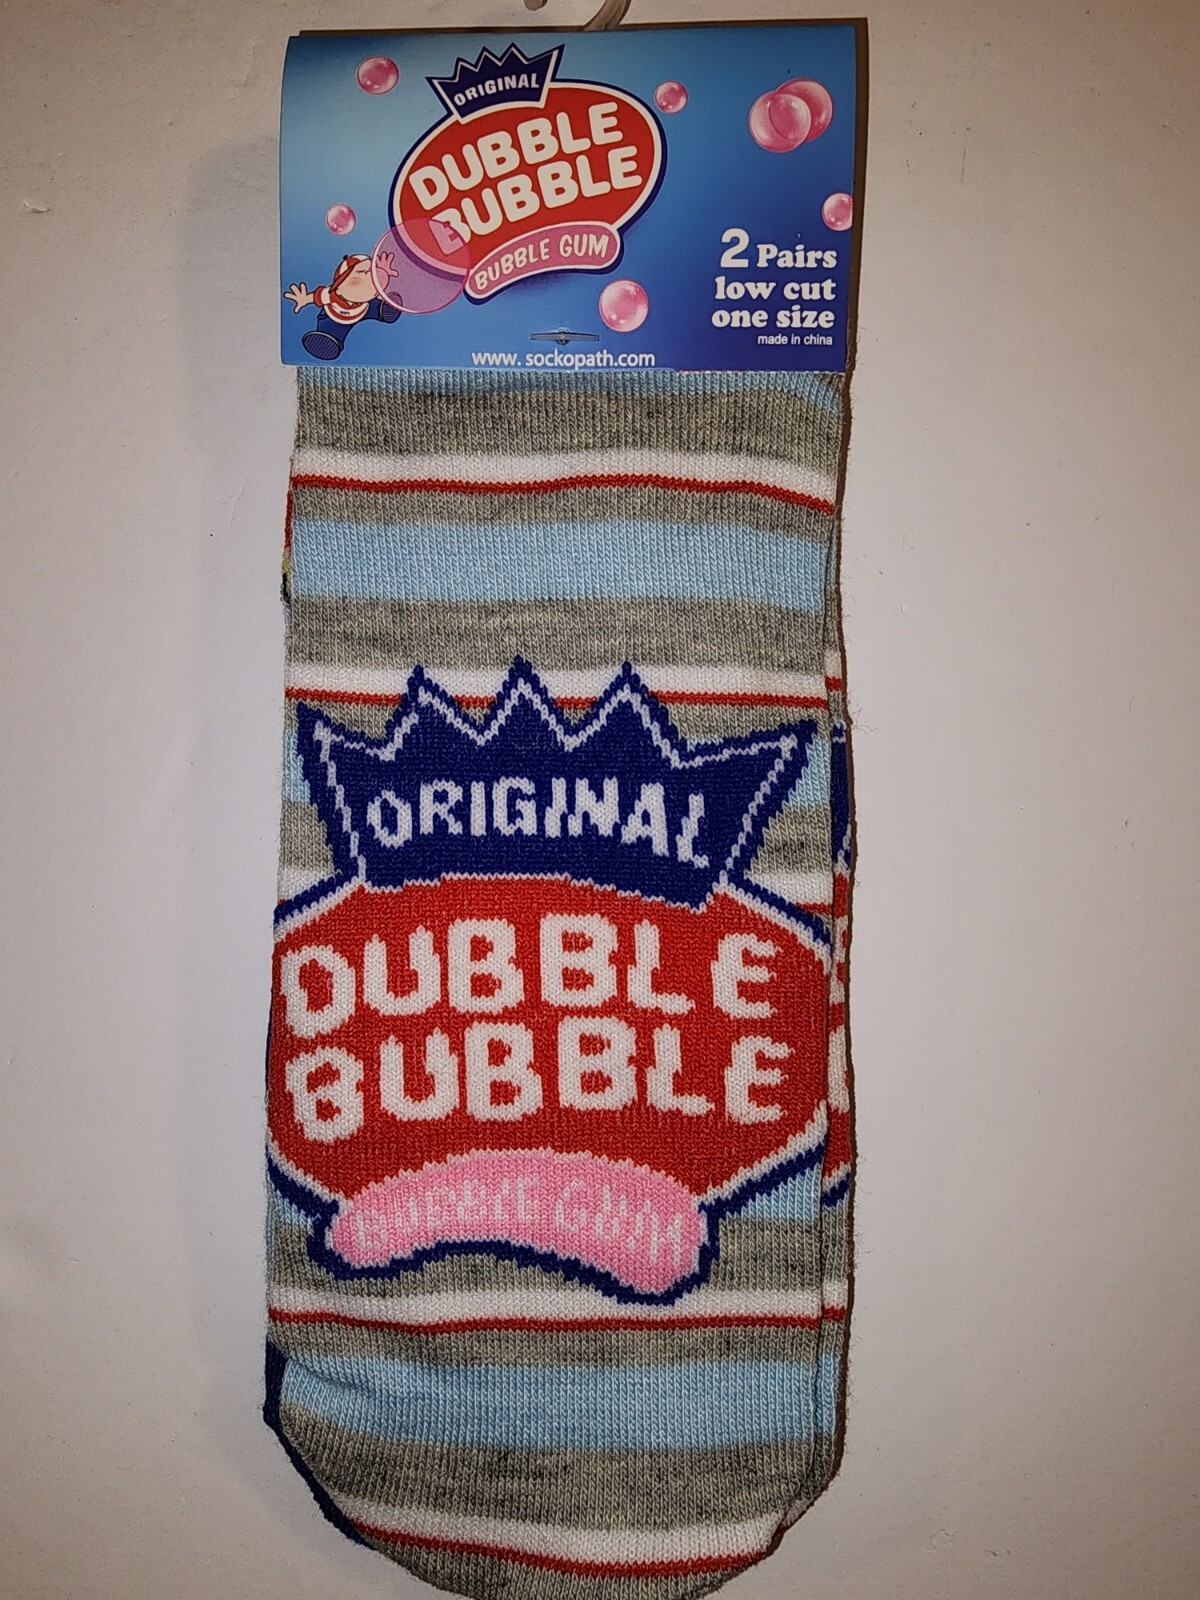 ORIGINAL
DUBBLE
BUBBLE
BUBBLE GUM
2 Pairs
low cut
one size
made in china
www. sockopath.com
ORIGINAL
DUBBLE
BUBBLE
BUBBLE GUM